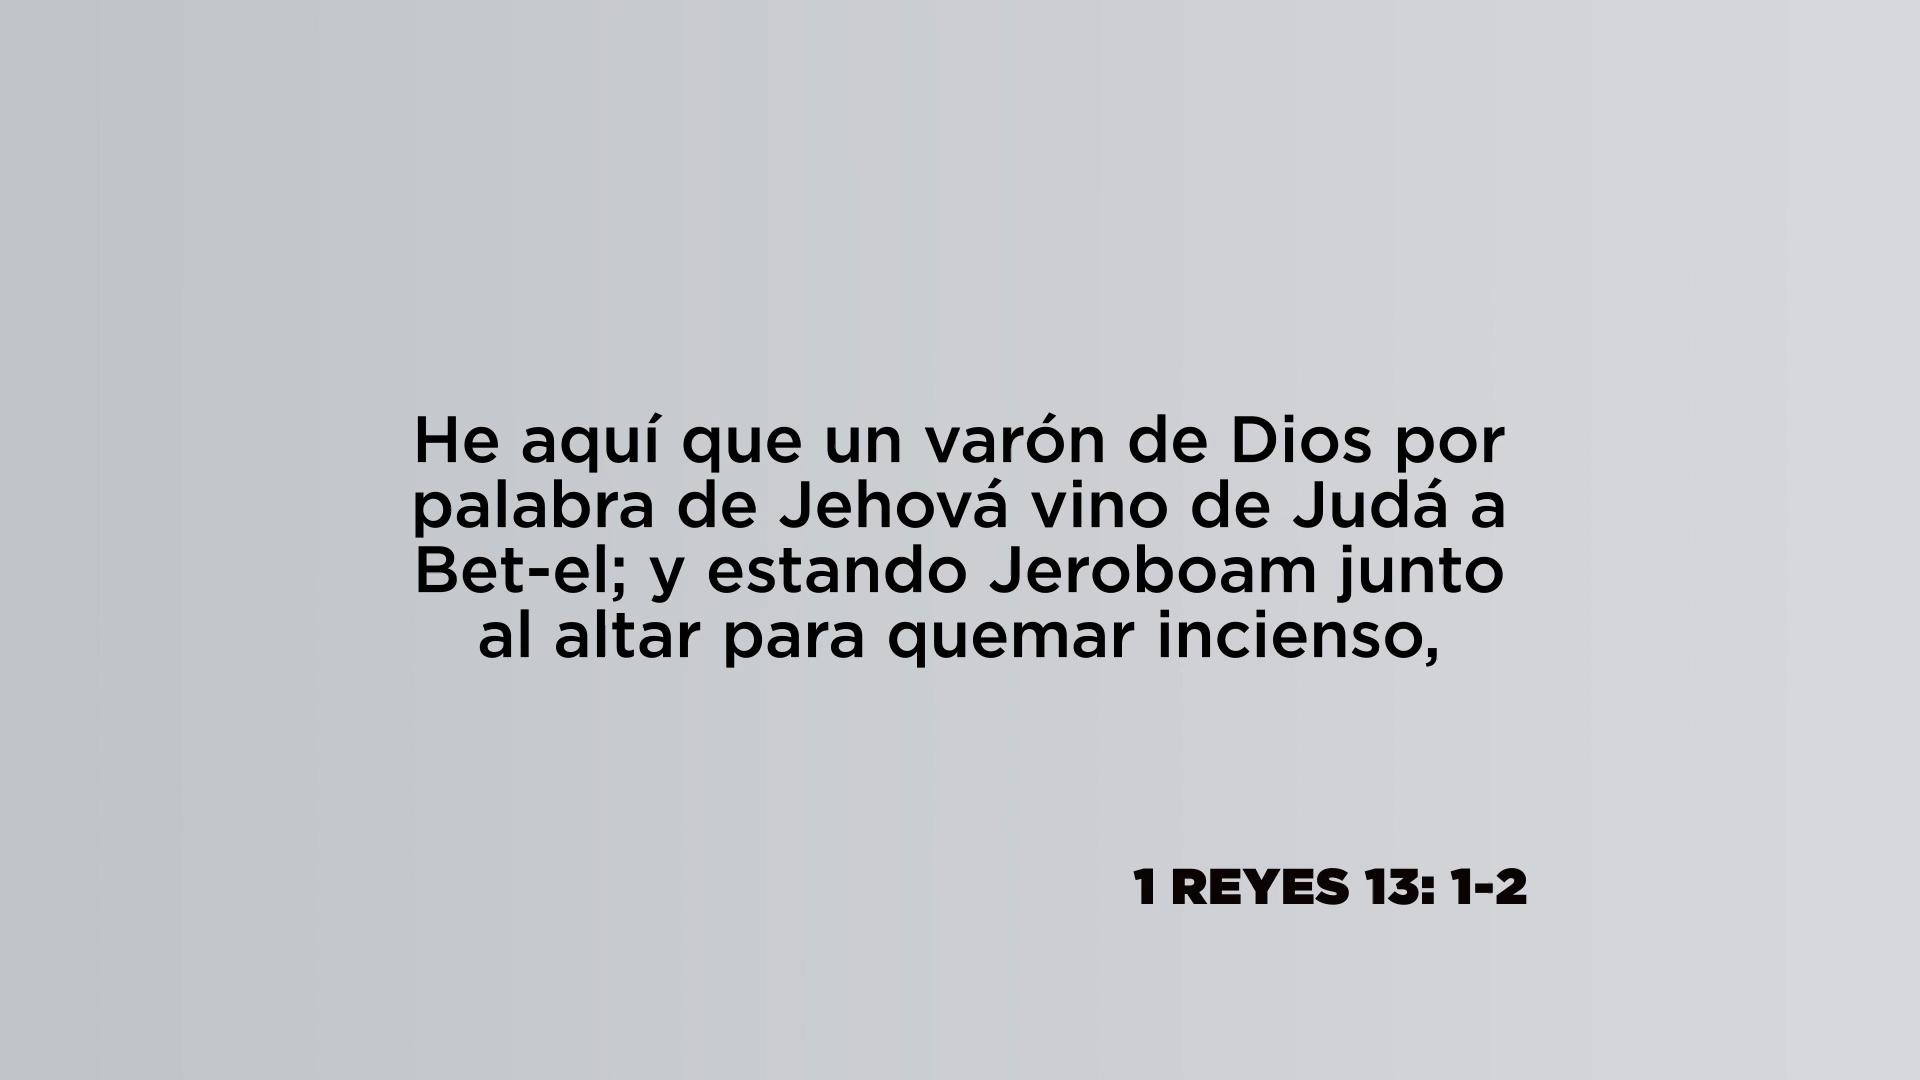 He aquí que un varón de Dios por
palabra de Jehová vino de Judá a
Bet-el; y estando Jeroboam junto
al altar para quemar incienso,
1 REYES 13: 1-2